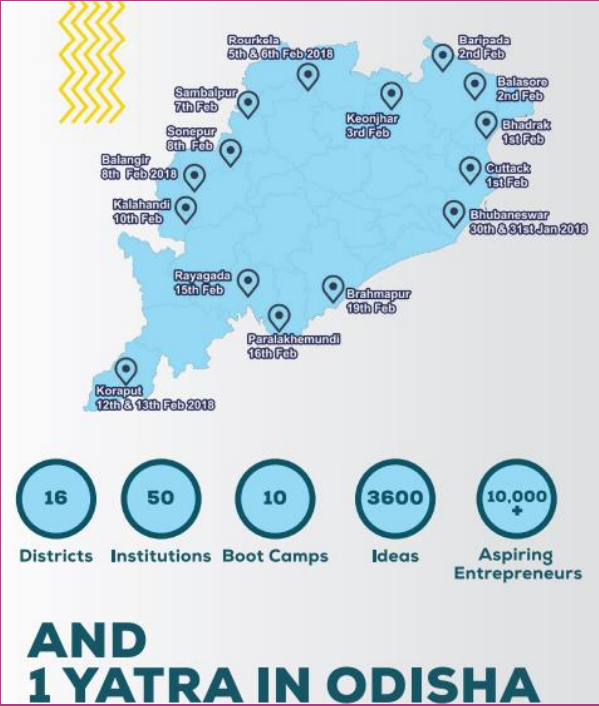 Rourkela
5th & 6th Feb 2018
Baripada
2nd Feb
Sambalpur
7th Feb
Balasore
2nd Feb
Keonjhar
3rd Feb
Bhadrak
1st Feb
Sonepur
8th Feb
Balangir
8th Feb 2018
Cuttack
1st Feb
Kalahandi
10th Feb
Bhubaneswar
30th & 31st Jan 2018
Rayagada
15th Feb
Brahmapur
19th Feb
Paralakhemundi
16th Feb
Koraput
12th & 13th Feb 2018
16
Districts
50
Institutions
10
Boot Camps
3600
Ideas
10,000
+
Aspiring
Entrepreneurs
AND
1 YATRA IN ODISHA